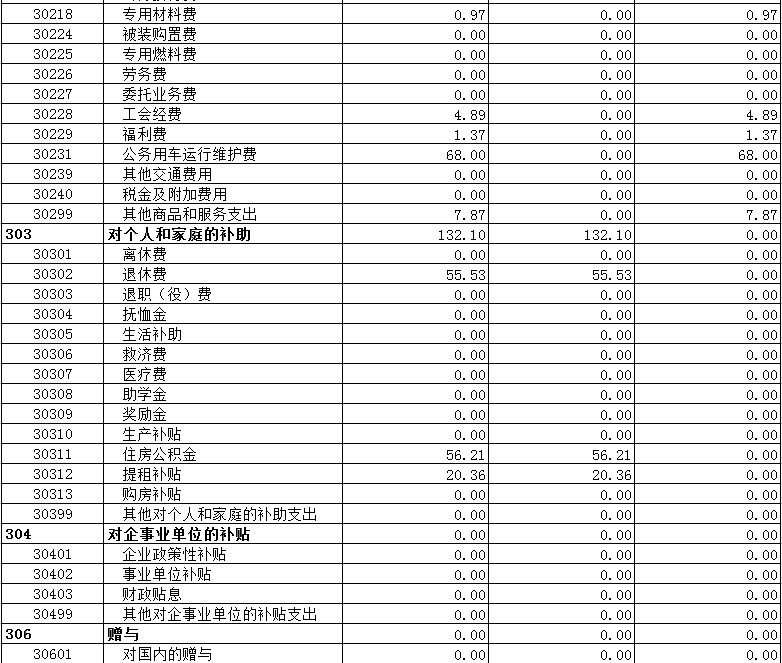 30218 专用材料费 0.97 0.00 0.97
30224 被装购置费 0.00 0.00 0.00
30225 专用燃料费 0.00 0.00 0.00
30226 劳务费 0.00 0.00 0.00
30227 委托业务费 0.00 0.00 0.00
30228 工会经费 4.89 0.00 4.89
30229 福利费 1.37 0.00 1.37
30231 公务用车运行维护费 68.00 0.00 68.00
30239 其他交通费用 0.00 0.00 0.00
30240 税金及附加费用 0.00 0.00 0.00
30299 其他商品和服务支出 7.87 0.00 7.87
303 对个人和家庭的补助 132.10 132.10 0.00
30301 离休费 0.00 0.00 0.00
30302 退休费 55.53 55.53 0.00
30303 退职（役）费 0.00 0.00 0.00
30304 抚恤金 0.00 0.00 0.00
30305 生活补助 0.00 0.00 0.00
30306 救济费 0.00 0.00 0.00
30307 医疗费 0.00 0.00 0.00
30308 助学金 0.00 0.00 0.00
30309 奖励金 0.00 0.00 0.00
30310 生产补贴 0.00 0.00 0.00
30311 住房公积金 56.21 56.21 0.00
30312 提租补贴 20.36 20.36 0.00
30313 购房补贴 0.00 0.00 0.00
30399 其他对个人和家庭的补助支出 0.00 0.00 0.00
304 对企事业单位的补贴 0.00 0.00 0.00
30401 企业政策性补贴 0.00 0.00 0.00
30402 事业单位补贴 0.00 0.00 0.00
30403 财政贴息 0.00 0.00 0.00
30499 其他对企事业单位的补贴支出 0.00 0.00 0.00
306 赠与 0.00 0.00 0.00
30601 对国内的赠与 0.00 0.00 0.00